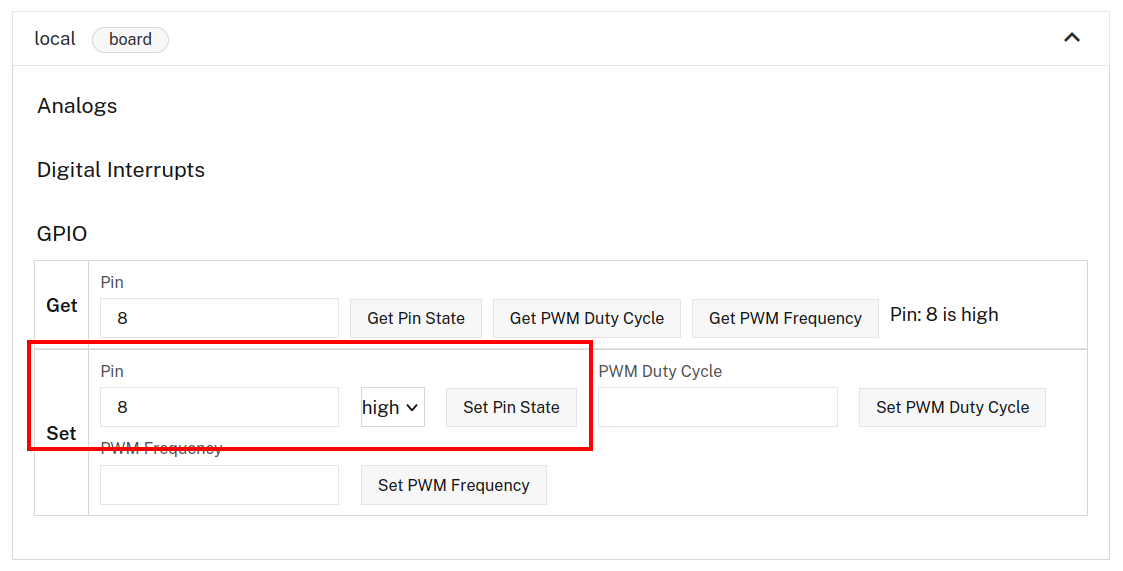 local board
Analogs
Digital Interrupts
GPIO
Get
Pin
8
Get Pin State
Get PWM Duty Cycle
Get PWM Frequency
Pin: 8 is high
Set
Pin
8
high
Set Pin State
PWM Duty Cycle
Set PWM Duty Cycle
PWM Frequency
Set PWM Frequency